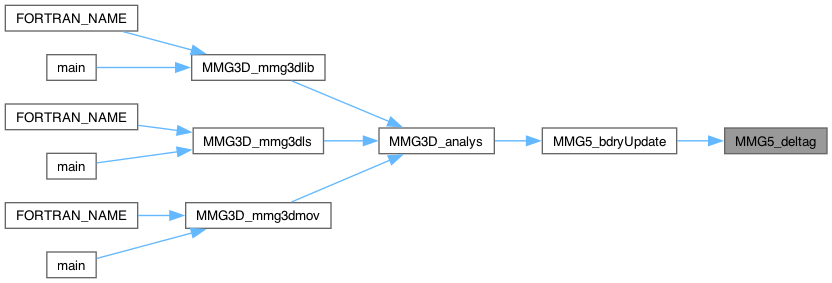 FORTRAN_NAME
main
MMG3D_mmg3dlib
FORTRAN_NAME
main
MMG3D_mmg3dls
MMG3D_analys
MMG5_bdryUpdate
MMG5_deltag
FORTRAN_NAME
main
MMG3D_mmg3dmov